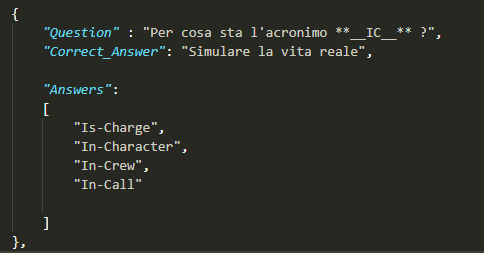 {
"Question" : "Per cosa sta l'acronimo **__IC__** ?",
"Correct_Answer": "Simulare la vita reale",
"Answers":
[
"Is-Charge",
"In-Character",
"In-Crew",
"In-Call"
]
},